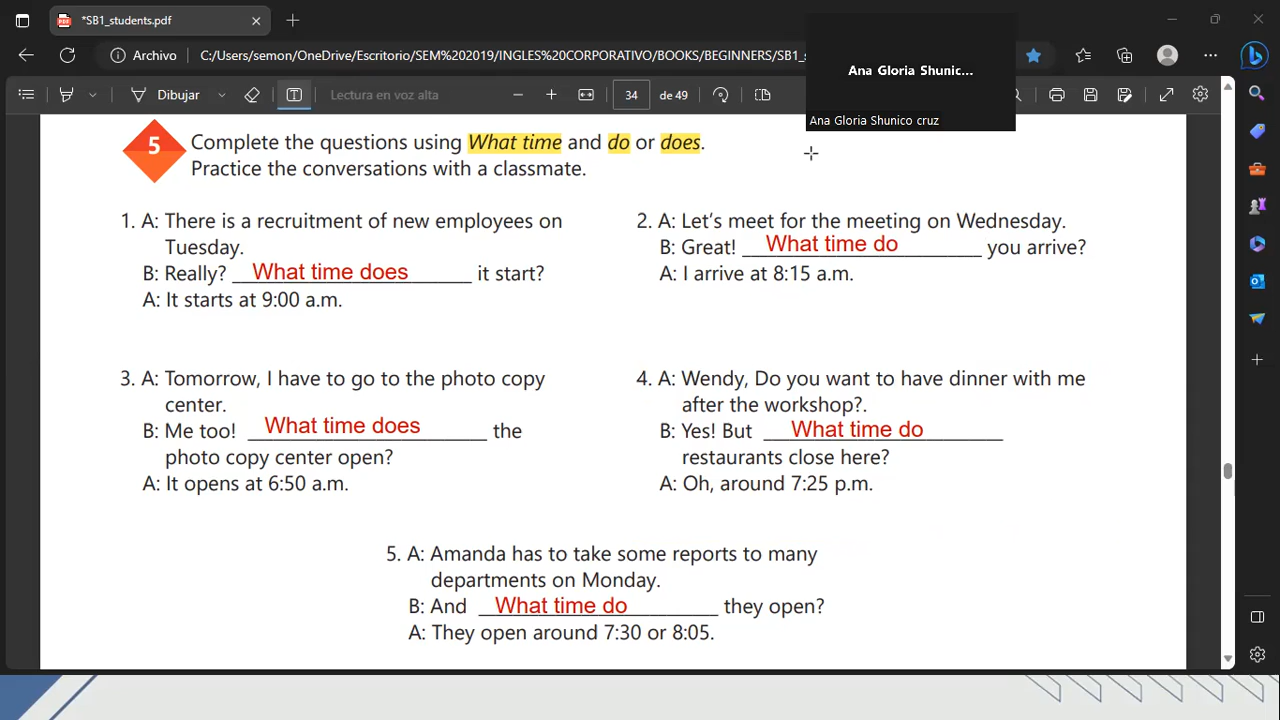 *SB1_students.pdf
Archivo
C:/Users/semon/OneDrive/Escritorio/SEM%202019/INGLES%20CORPORATIVO/BOOKS/BEGINNERS/SB1_s
Ana Gloria Shunic...
Ana Gloria Shunico cruz
Dibujar
Lectura en voz alta
34
de 49
5
Complete the questions using What time and do or does.
Practice the conversations with a classmate.
1. A: There is a recruitment of new employees on
Tuesday.
B: Really? What time does it start?
A: It starts at 9:00 a.m.
2. A: Let's meet for the meeting on Wednesday.
B: Great! What time do you arrive?
A: I arrive at 8:15 a.m.
3. A: Tomorrow, I have to go to the photo copy
center.
B: Me too! What time does the
photo copy center open?
A: It opens at 6:50 a.m.
4. A: Wendy, Do you want to have dinner with me
after the workshop?.
B: Yes! But What time do
restaurants close here?
A: Oh, around 7:25 p.m.
5. A: Amanda has to take some reports to many
departments on Monday.
B: And What time do they open?
A: They open around 7:30 or 8:05.